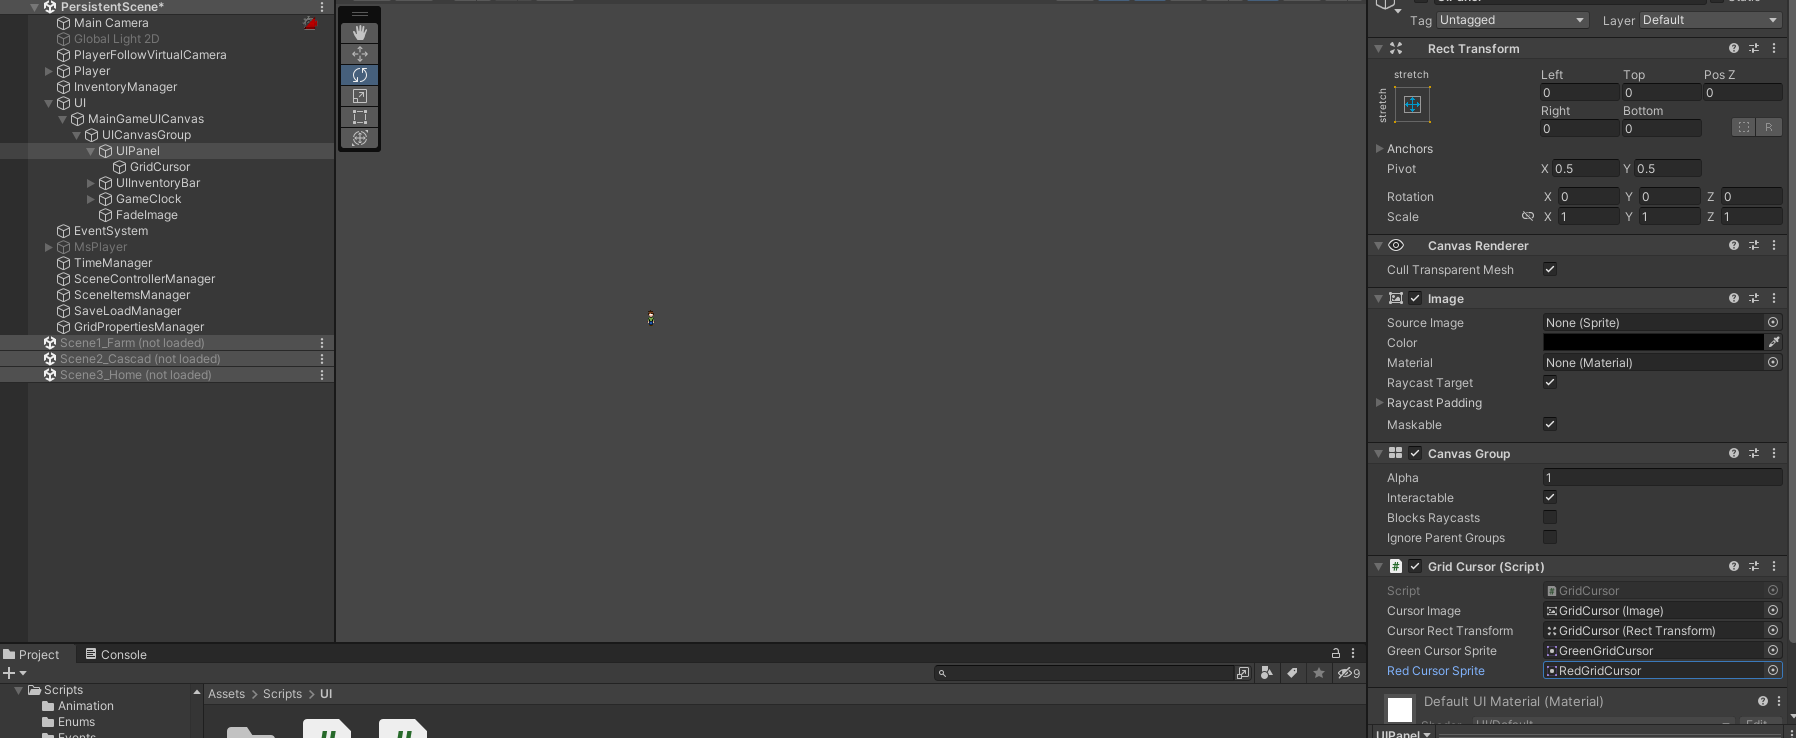 PersistentScene*
Main Camera
Global Light 2D
PlayerFollowVirtualCamera
Player
InventoryManager
UI
MainGameUICanvas
UICanvasGroup
UIPanel
GridCursor
UIInventoryBar
GameClock
FadeImage
EventSystem
MsPlayer
TimeManager
SceneControllerManager
SceneItemsManager
SaveLoadManager
GridPropertiesManager
Scene1_Farm (not loaded)
Scene2_Cascad (not loaded)
Scene3_Home (not loaded)
Tag Untagged Layer Default
Rect Transform
stretch
stretch
Left Top Pos Z
0 0 0
Right Bottom
0 0 R
Anchors
Pivot X 0.5 Y 0.5
Rotation X 0 Y 0 Z 0
Scale X 1 Y 1 Z 1
Canvas Renderer
Cull Transparent Mesh
Image
Source Image None (Sprite)
Color
Material None (Material)
Raycast Target
Raycast Padding
Maskable
Canvas Group
Alpha 1
Interactable
Blocks Raycasts
Ignore Parent Groups
# Grid Cursor (Script)
Script GridCursor
Cursor Image GridCursor (Image)
Cursor Rect Transform GridCursor (Rect Transform)
Green Cursor Sprite GreenGridCursor
Red Cursor Sprite RedGridCursor
Default UI Material (Material)
UI/Default Edit
UIPanel
Project Console
9
Scripts
Animation
Enums
Events
Assets > Scripts > UI